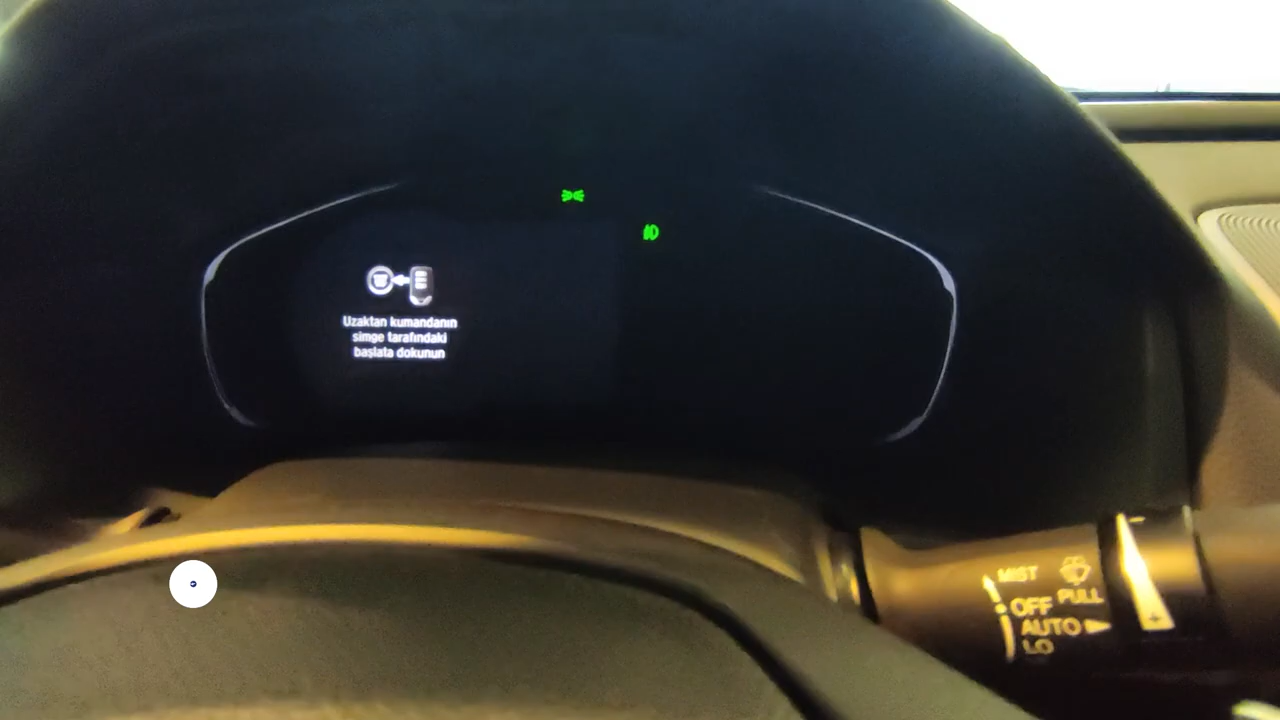 Uzaktan kumandanın
simge tarafındaki
başlata dokunun
MIST
OFF PULL
AUTO
LO